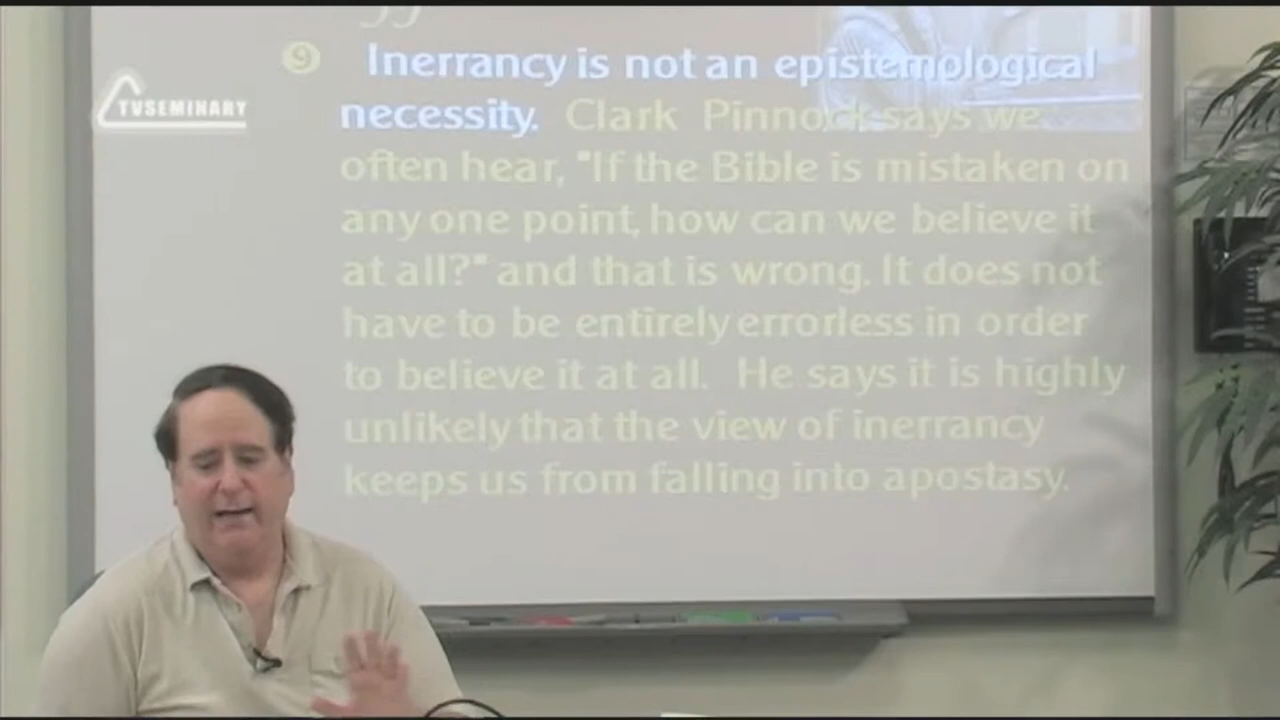 TVSEMINARY
9 Inerrancy is not an epistemological
necessity. Clark Pinnock says we
often hear, "If the Bible is mistaken on
any one point, how can we believe it
at all?" and that is wrong. It does not
have to be entirely errorless in order
to believe it at all. He says it is highly
unlikely that the view of inerrancy
keeps us from falling into apostasy.